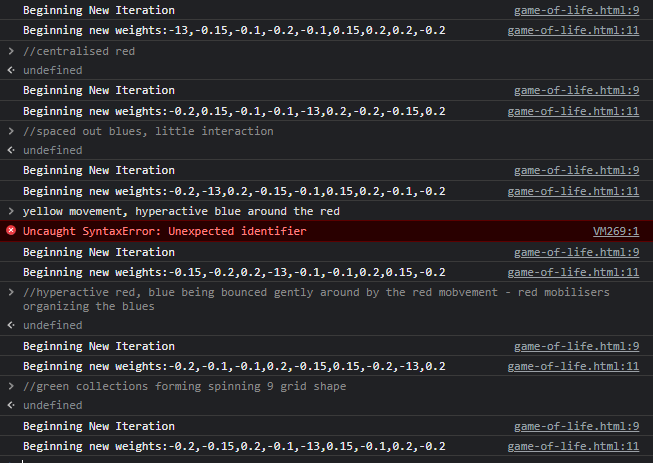 Beginning New Iteration game-of-life.html:9
Beginning new weights:-13,-0.15,-0.1,-0.2,-0.1,0.15,0.2,0.2,-0.2 game-of-life.html:11
> //centralised red
< undefined
Beginning New Iteration game-of-life.html:9
Beginning new weights:-0.2,0.15,-0.1,-0.1,-13,0.2,-0.2,-0.15,0.2 game-of-life.html:11
> //spaced out blues, little interaction
< undefined
Beginning New Iteration game-of-life.html:9
Beginning new weights:-0.2,-13,0.2,-0.15,-0.1,0.15,0.2,-0.1,-0.2 game-of-life.html:11
> yellow movement, hyperactive blue around the red
Uncaught SyntaxError: Unexpected identifier VM269:1
Beginning New Iteration game-of-life.html:9
Beginning new weights:-0.15,-0.2,0.2,-13,-0.1,-0.1,0.2,0.15,-0.2 game-of-life.html:11
> //hyperactive red, blue being bounced gently around by the red mobvement - red mobilisers
organizing the blues
< undefined
Beginning New Iteration game-of-life.html:9
Beginning new weights:-0.2,-0.1,-0.1,0.2,-0.15,0.15,-0.2,-13,0.2 game-of-life.html:11
> //green collections forming spinning 9 grid shape
< undefined
Beginning New Iteration game-of-life.html:9
Beginning new weights:-0.2,-0.15,0.2,-0.1,-13,0.15,-0.1,0.2,-0.2 game-of-life.html:11